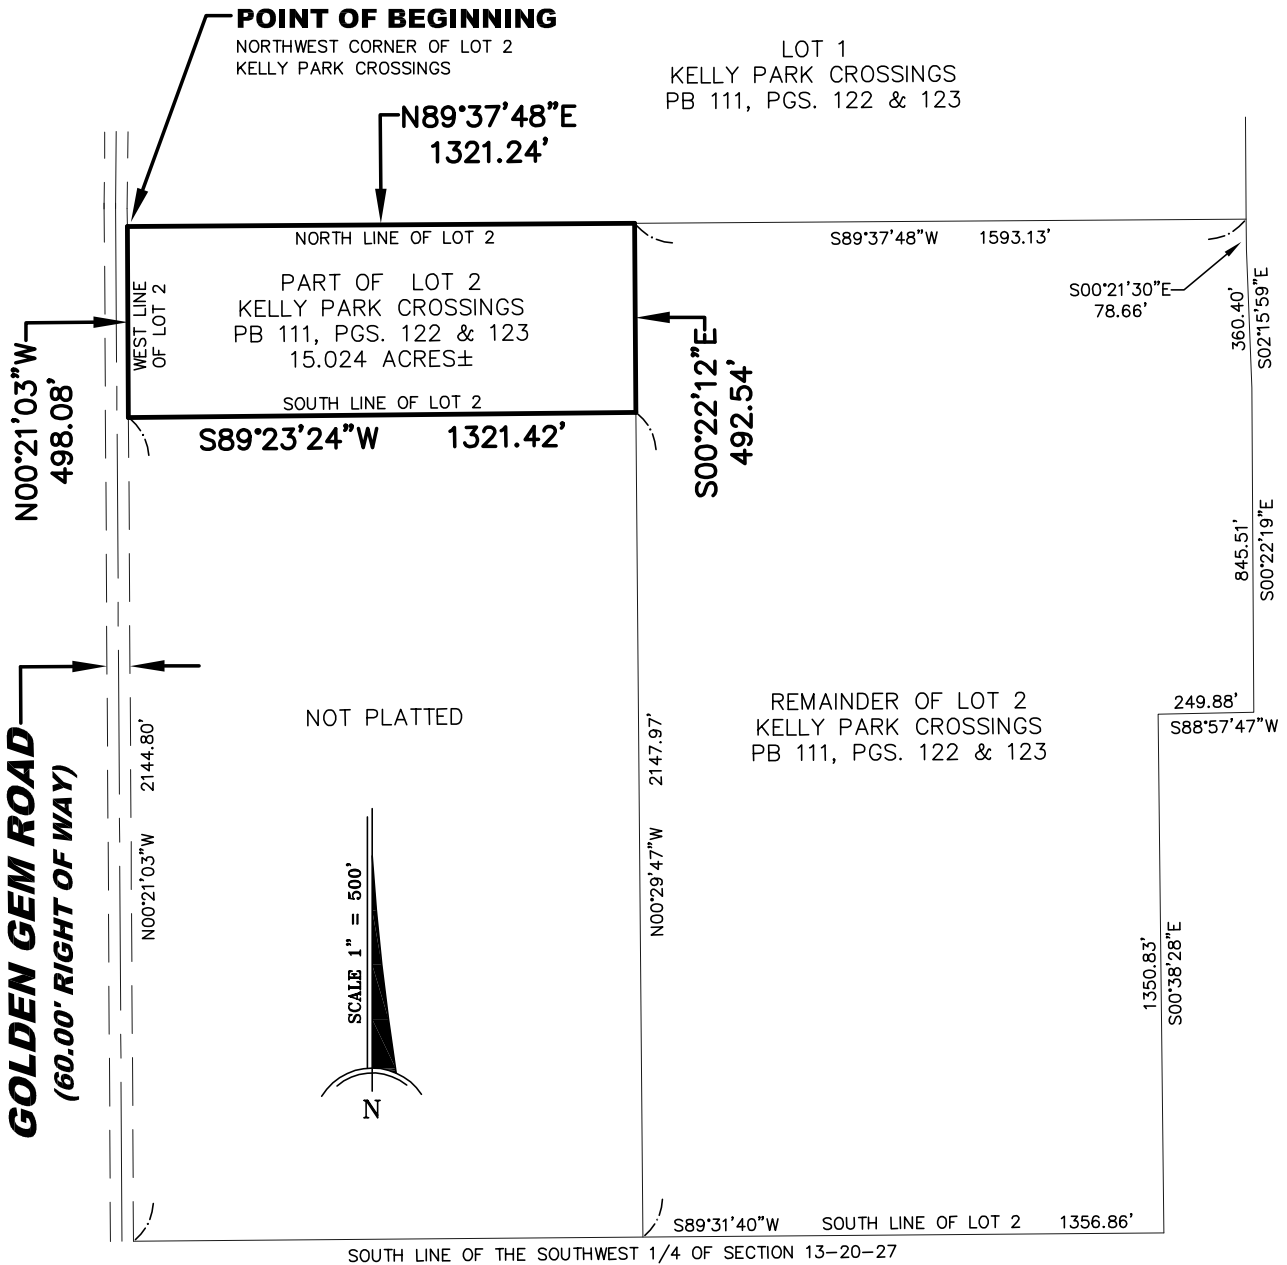 POINT OF BEGINNING
NORTHWEST CORNER OF LOT 2
KELLY PARK CROSSINGS
LOT 1
KELLY PARK CROSSINGS
PB 111, PGS. 122 & 123
N89°37'48"E
1321.24'
NORTH LINE OF LOT 2
S89°37'48"W 1593.13'
PART OF LOT 2
KELLY PARK CROSSINGS
PB 111, PGS. 122 & 123
15.024 ACRES±
WEST LINE
OF LOT 2
S00°21'30"E
78.66'
360.40'
S02°15'59"E
N00°21'03"W
498.08'
S00°22'12"E
492.54'
SOUTH LINE OF LOT 2
S89°23'24"W 1321.42'
845.51'
S00°22'19"E
NOT PLATTED
REMAINDER OF LOT 2
KELLY PARK CROSSINGS
PB 111, PGS. 122 & 123
249.88'
S88°57'47"W
GOLDEN GEM ROAD
(60.00' RIGHT OF WAY)
N00°21'03"W 2144.80'
N00°29'47"W 2147.97'
SCALE 1" = 500'
N
1350.83'
S00°38'28"E
S89°31'40"W SOUTH LINE OF LOT 2 1356.86'
SOUTH LINE OF THE SOUTHWEST 1/4 OF SECTION 13-20-27